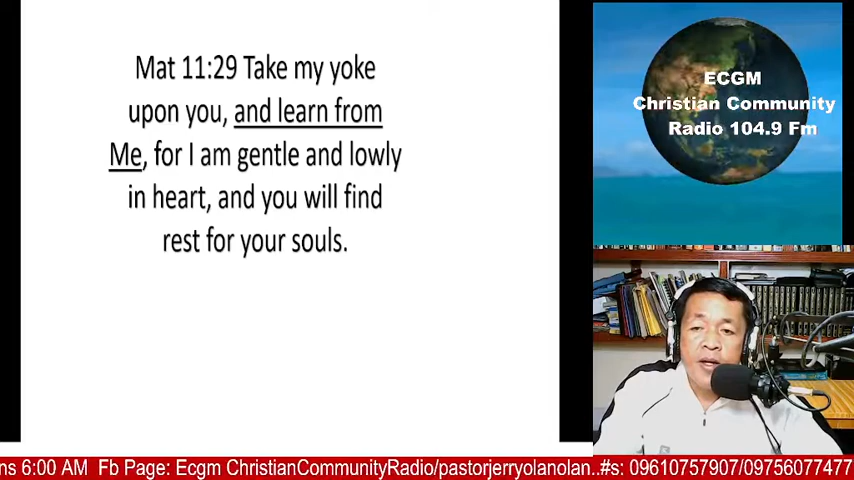 Mat 11:29 Take my yoke
upon you, and learn from
Me, for I am gentle and lowly
in heart, and you will find
rest for your souls.
ECGM
Christian Community
Radio 104.9 Fm
ns 6:00 AM Fb Page: Ecgm ChristianCommunityRadio/pastorjerryolanolan..#s: 09610757907/09756077477